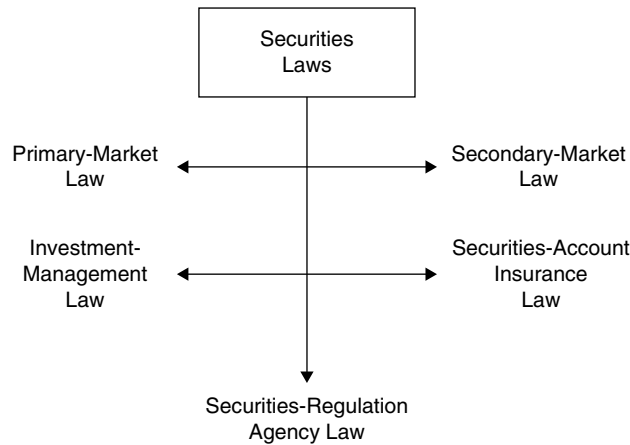 Securities
Laws
Primary-Market
Law
Secondary-Market
Law
Investment-
Management
Law
Securities-Account
Insurance
Law
Securities-Regulation
Agency Law